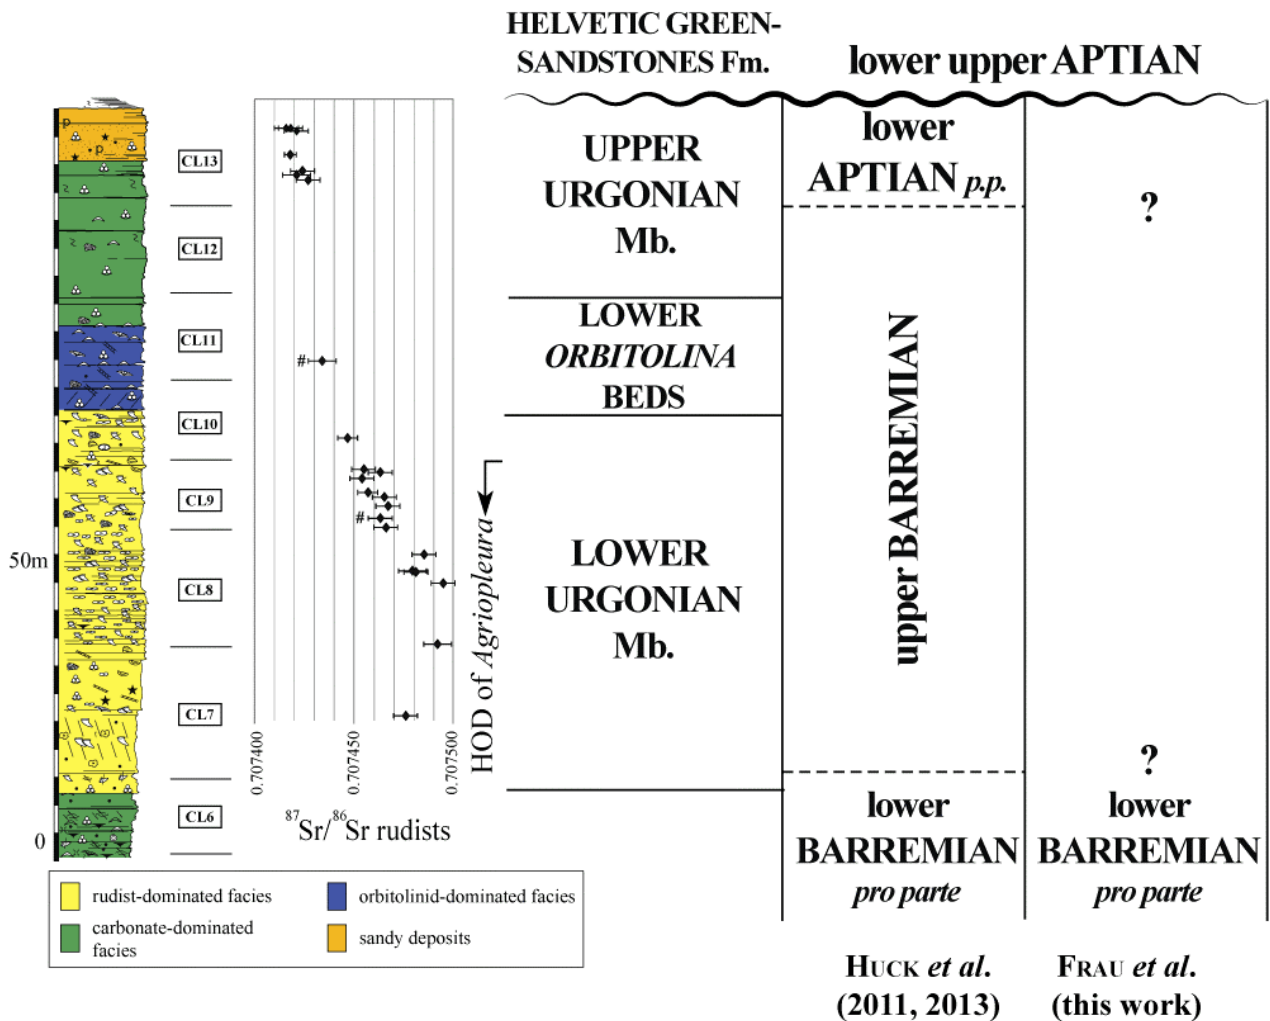 HELVETIC GREEN-
SANDSTONES Fm.
lower upper APTIAN
p
p
CL13
CL12
CL11
CL10
CL9
CL8
CL7
CL6
50m
0
#
#
0.707400
0.707450
0.707500
87Sr/86Sr rudists
HOD of Agriopleura
UPPER
URGONIAN
Mb.
LOWER
ORBITOLINA
BEDS
LOWER
URGONIAN
Mb.
lower
APTIAN p.p.
upper BARREMIAN
lower
BARREMIAN
pro parte
?
?
lower
BARREMIAN
pro parte
rudist-dominated facies
carbonate-dominated
facies
orbitolinid-dominated facies
sandy deposits
HUCK et al.
(2011, 2013)
FRAU et al.
(this work)